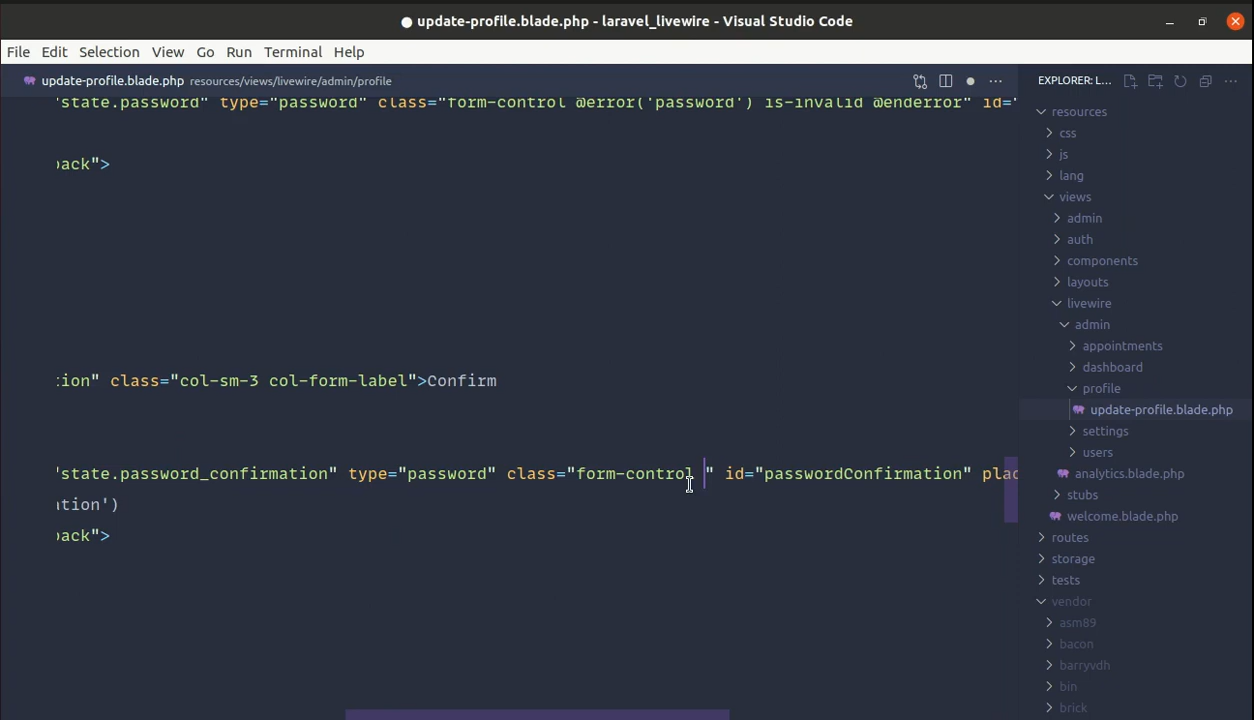 ● update-profile.blade.php - laravel_livewire - Visual Studio Code
File Edit Selection View Go Run Terminal Help
update-profile.blade.php resources/views/livewire/admin/profile
EXPLORER: L...
"state.password" type="password" class="form-control @error('password') is-invalid @enderror" id="
back">
tion" class="col-sm-3 col-form-label">Confirm
"state.password_confirmation" type="password" class="form-control " id="passwordConfirmation" plac
ation')
back">
resources
css
js
lang
views
admin
auth
components
layouts
livewire
admin
appointments
dashboard
profile
update-profile.blade.php
settings
users
analytics.blade.php
stubs
welcome.blade.php
routes
storage
tests
vendor
asm89
bacon
barryvdh
bin
brick